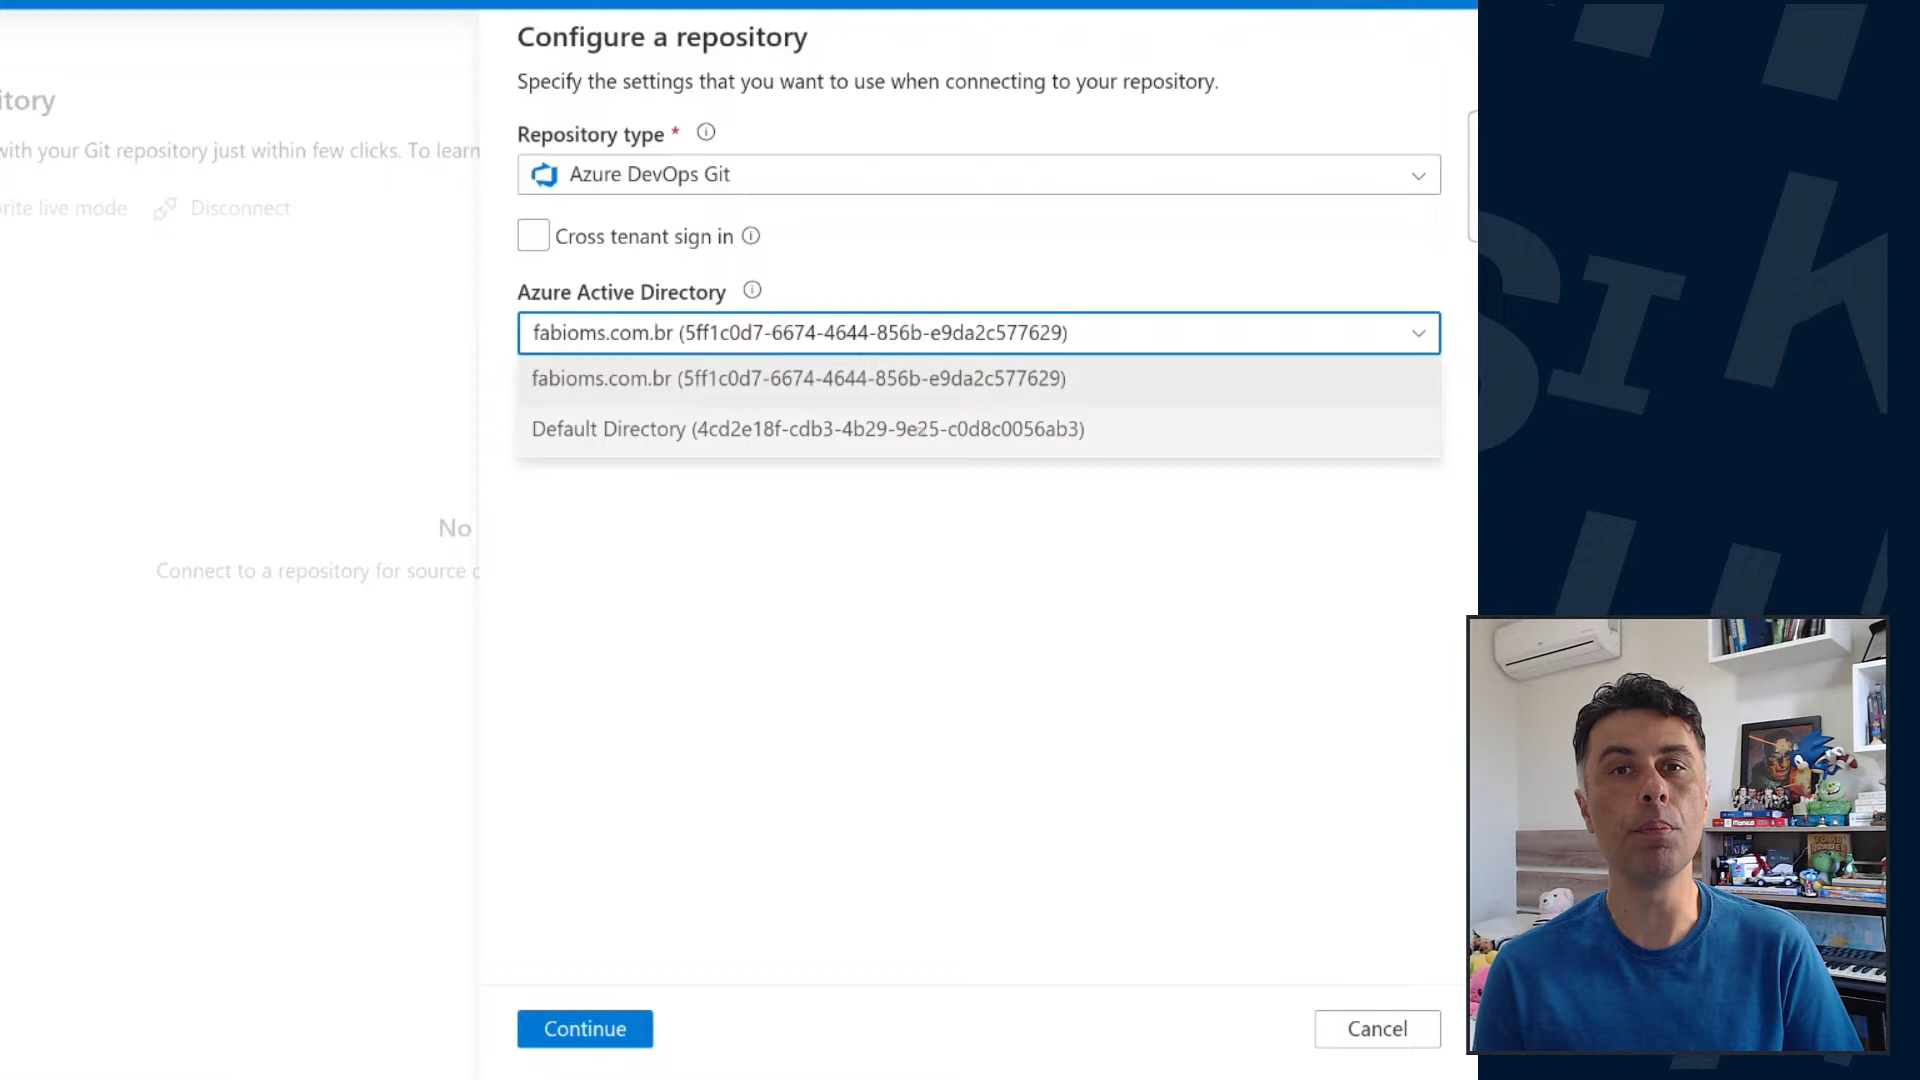 Configure a repository
Specify the settings that you want to use when connecting to your repository.
itory
with your Git repository just within few clicks. To learn
Repository type *
Azure DevOps Git
rite live mode
Disconnect
Cross tenant sign in
Azure Active Directory
fabioms.com.br (5ff1c0d7-6674-4644-856b-e9da2c577629)
fabioms.com.br (5ff1c0d7-6674-4644-856b-e9da2c577629)
Default Directory (4cd2e18f-cdb3-4b29-9e25-c0d8c0056ab3)
No
Connect to a repository for source c
Continue
Cancel